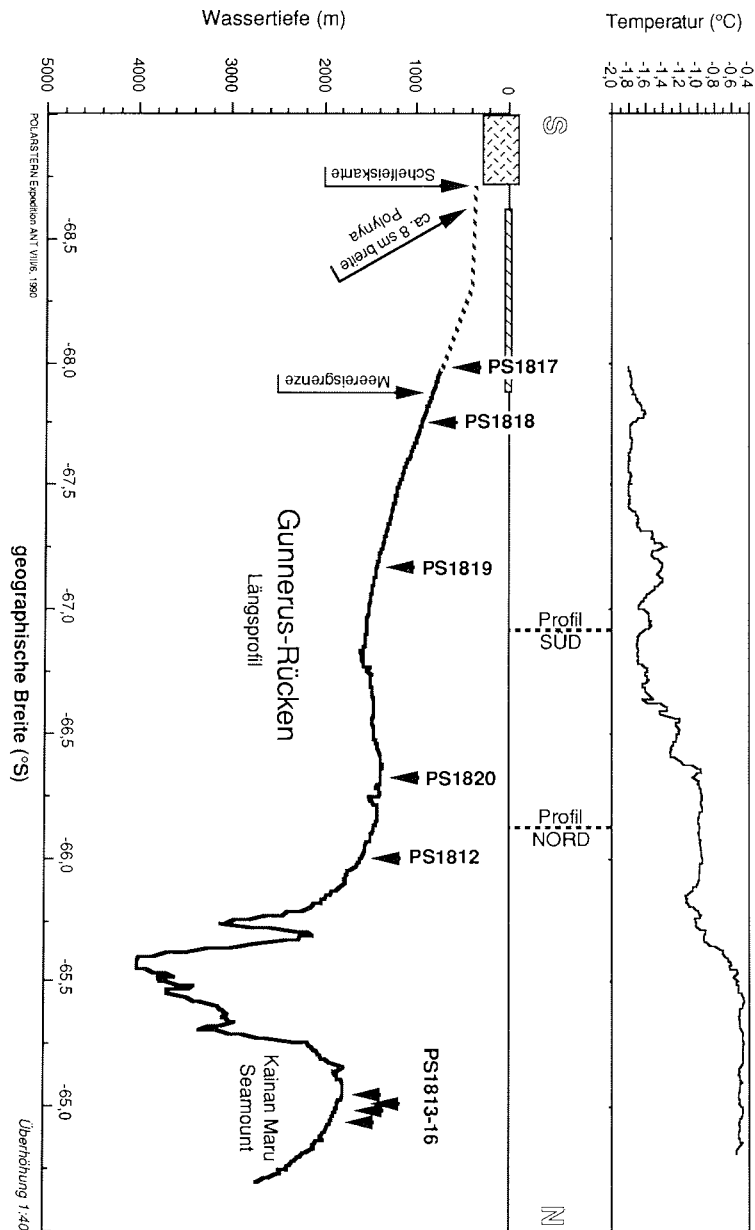 Wassertiefe (m)
5000
4000
3000
2000
1000
0
Temperatur (°C)
-2,0
-1,8
-1,6
-1,4
-1,2
-1,0
-0,8
-0,6
-0,4
S
N
POLARSTERN Expedition ANT VIII/6, 1990
Schelfeiskante
ca. 8 sm breite
Polynya
Meereisgrenze
PS1817
PS1818
PS1819
PS1820
PS1812
PS1813-16
Gunnerus-Rücken
Längsprofil
Profil
SÜD
Profil
NORD
Kainan Maru
Seamount
-68,5
-68,0
-67,5
-67,0
-66,5
-66,0
-65,5
-65,0
geographische Breite (°S)
Überhöhung 1:40